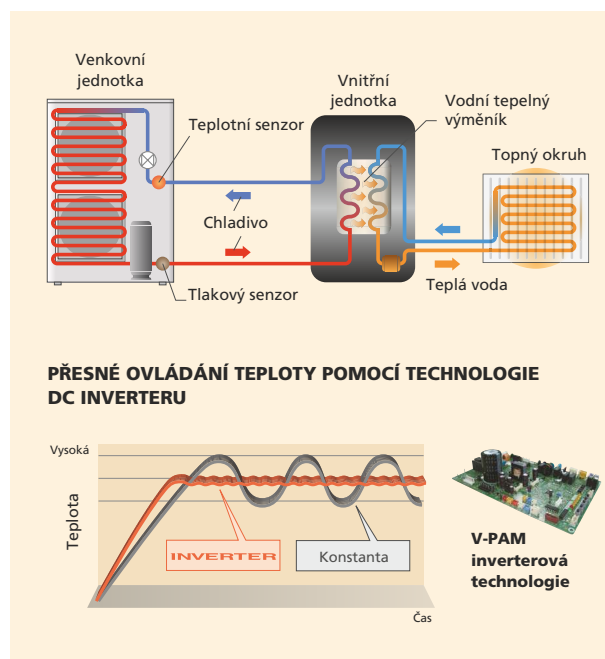 Venkovní
jednotka
Vnitřní
jednotka
Vodní tepelný
výměník
Teplotní senzor
Topný okruh
Chladivo
Teplá voda
Tlakový senzor
PŘESNÉ OVLÁDÁNÍ TEPLOTY POMOCÍ TECHNOLOGIE
DC INVERTERU
Vysoká
Teplota
INVERTER
Konstanta
Čas
V-PAM
inverterová
technologie